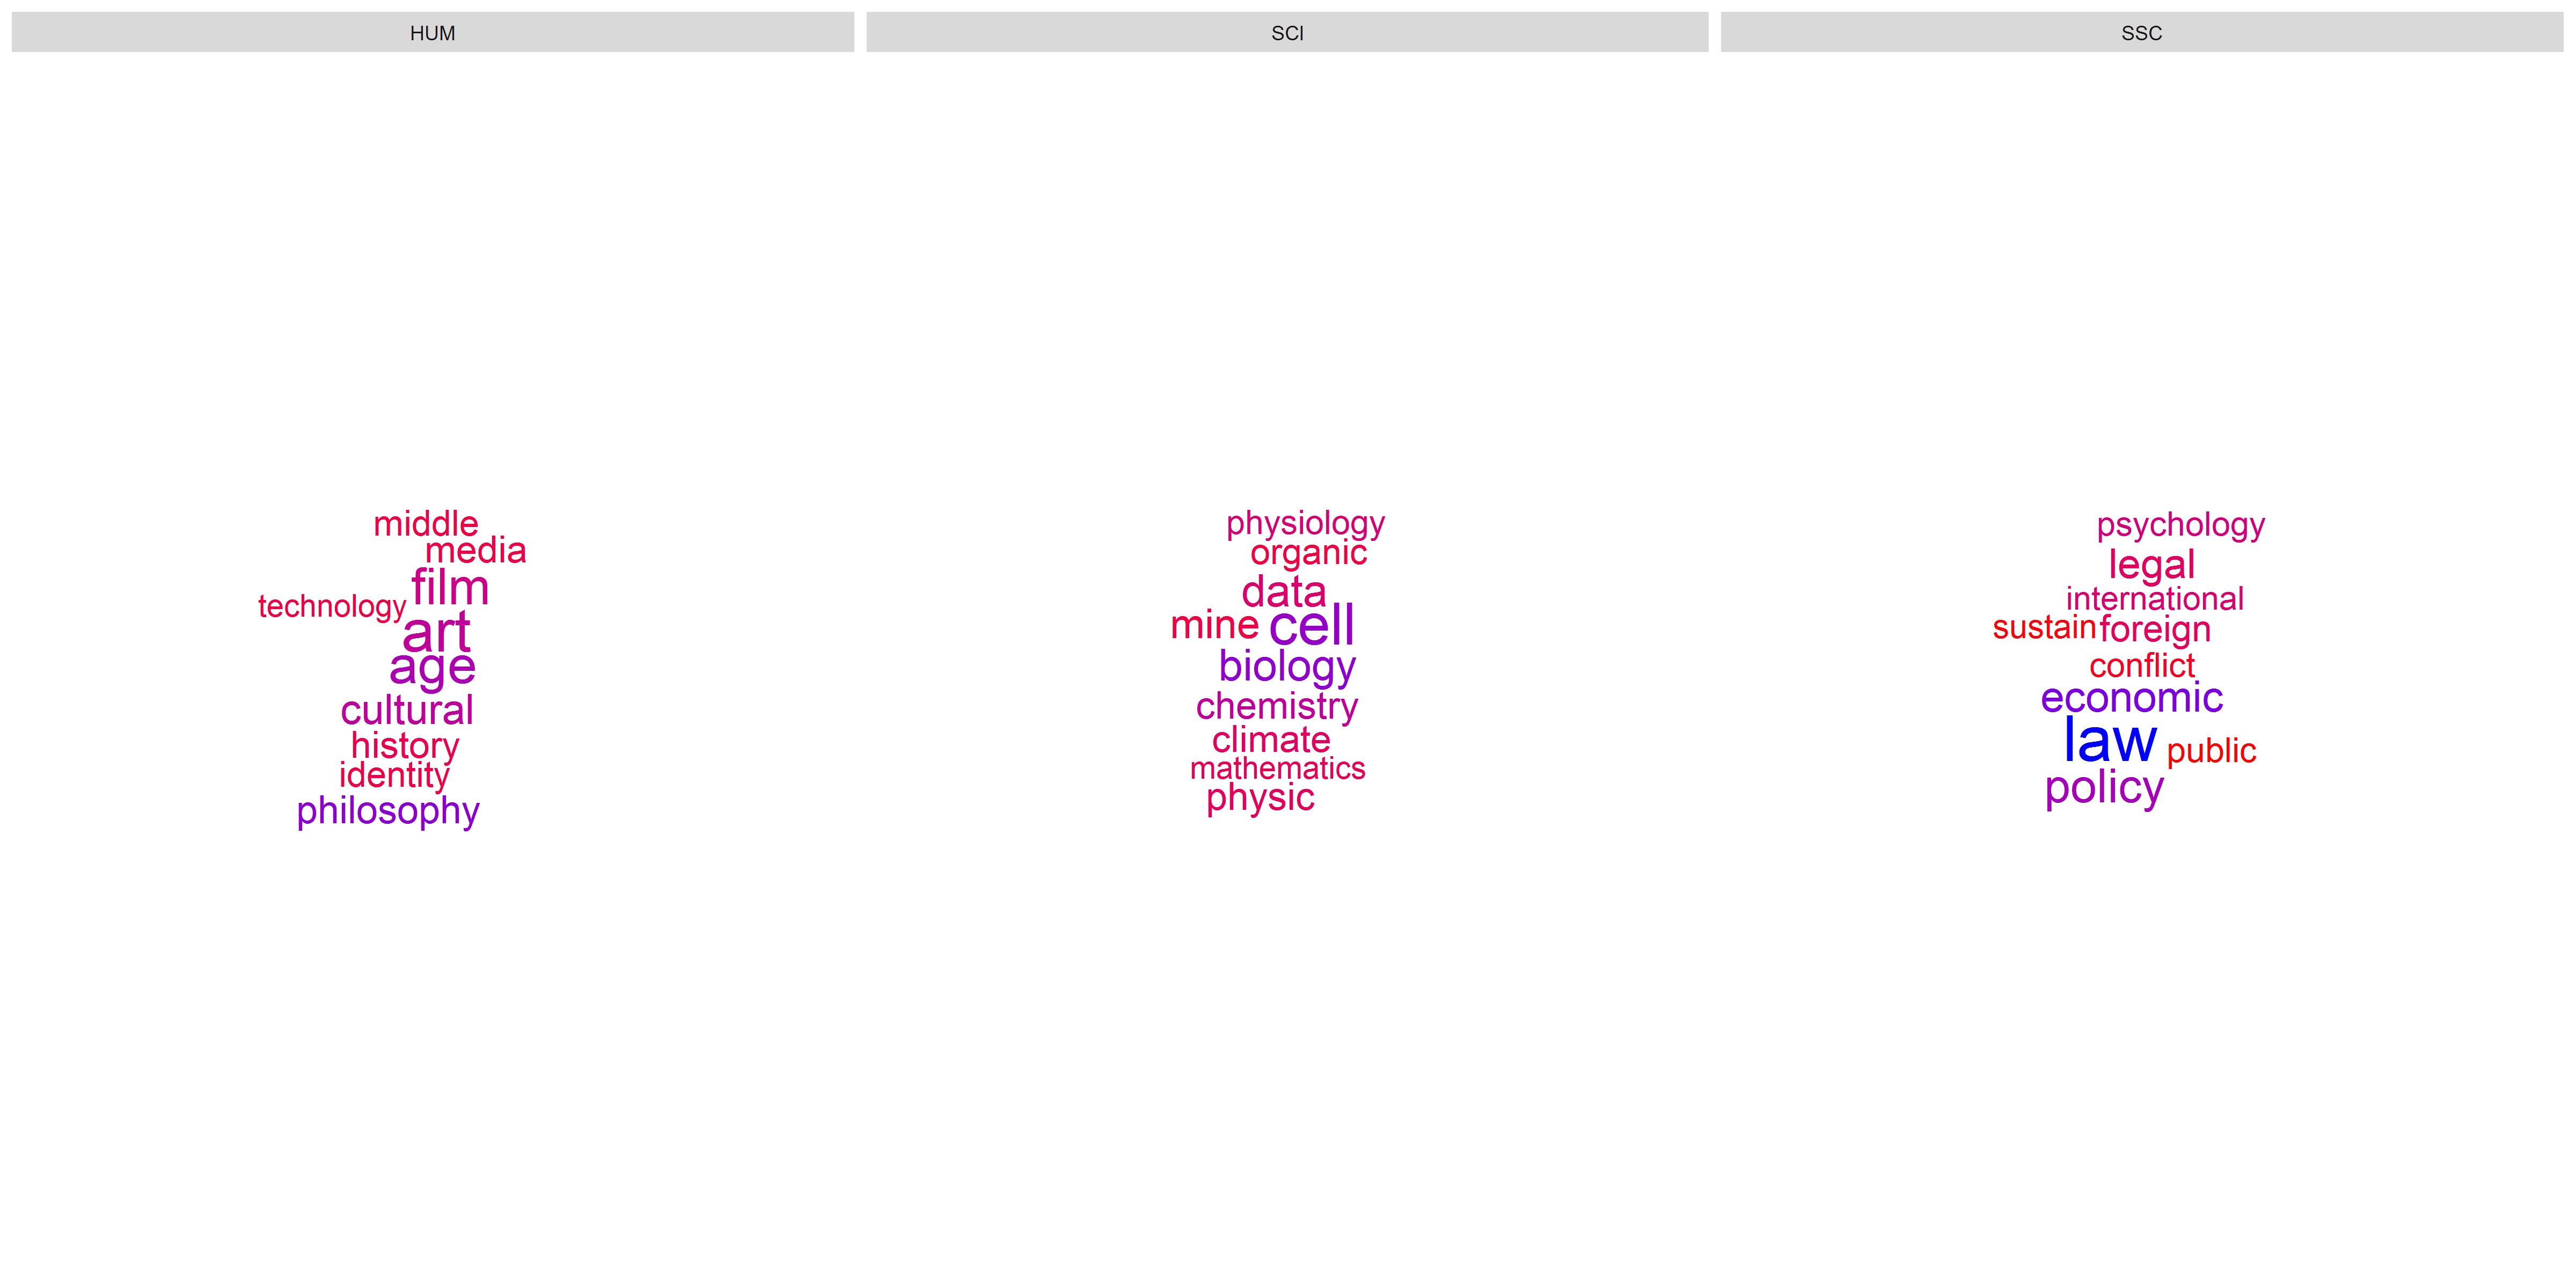 HUM
SCI
SSC
middle
media
film
technology
art
age
cultural
history
identity
philosophy
physiology
organic
data
mine cell
biology
chemistry
climate
mathematics
physic
psychology
legal
international
sustain foreign
conflict
economic
law public
policy